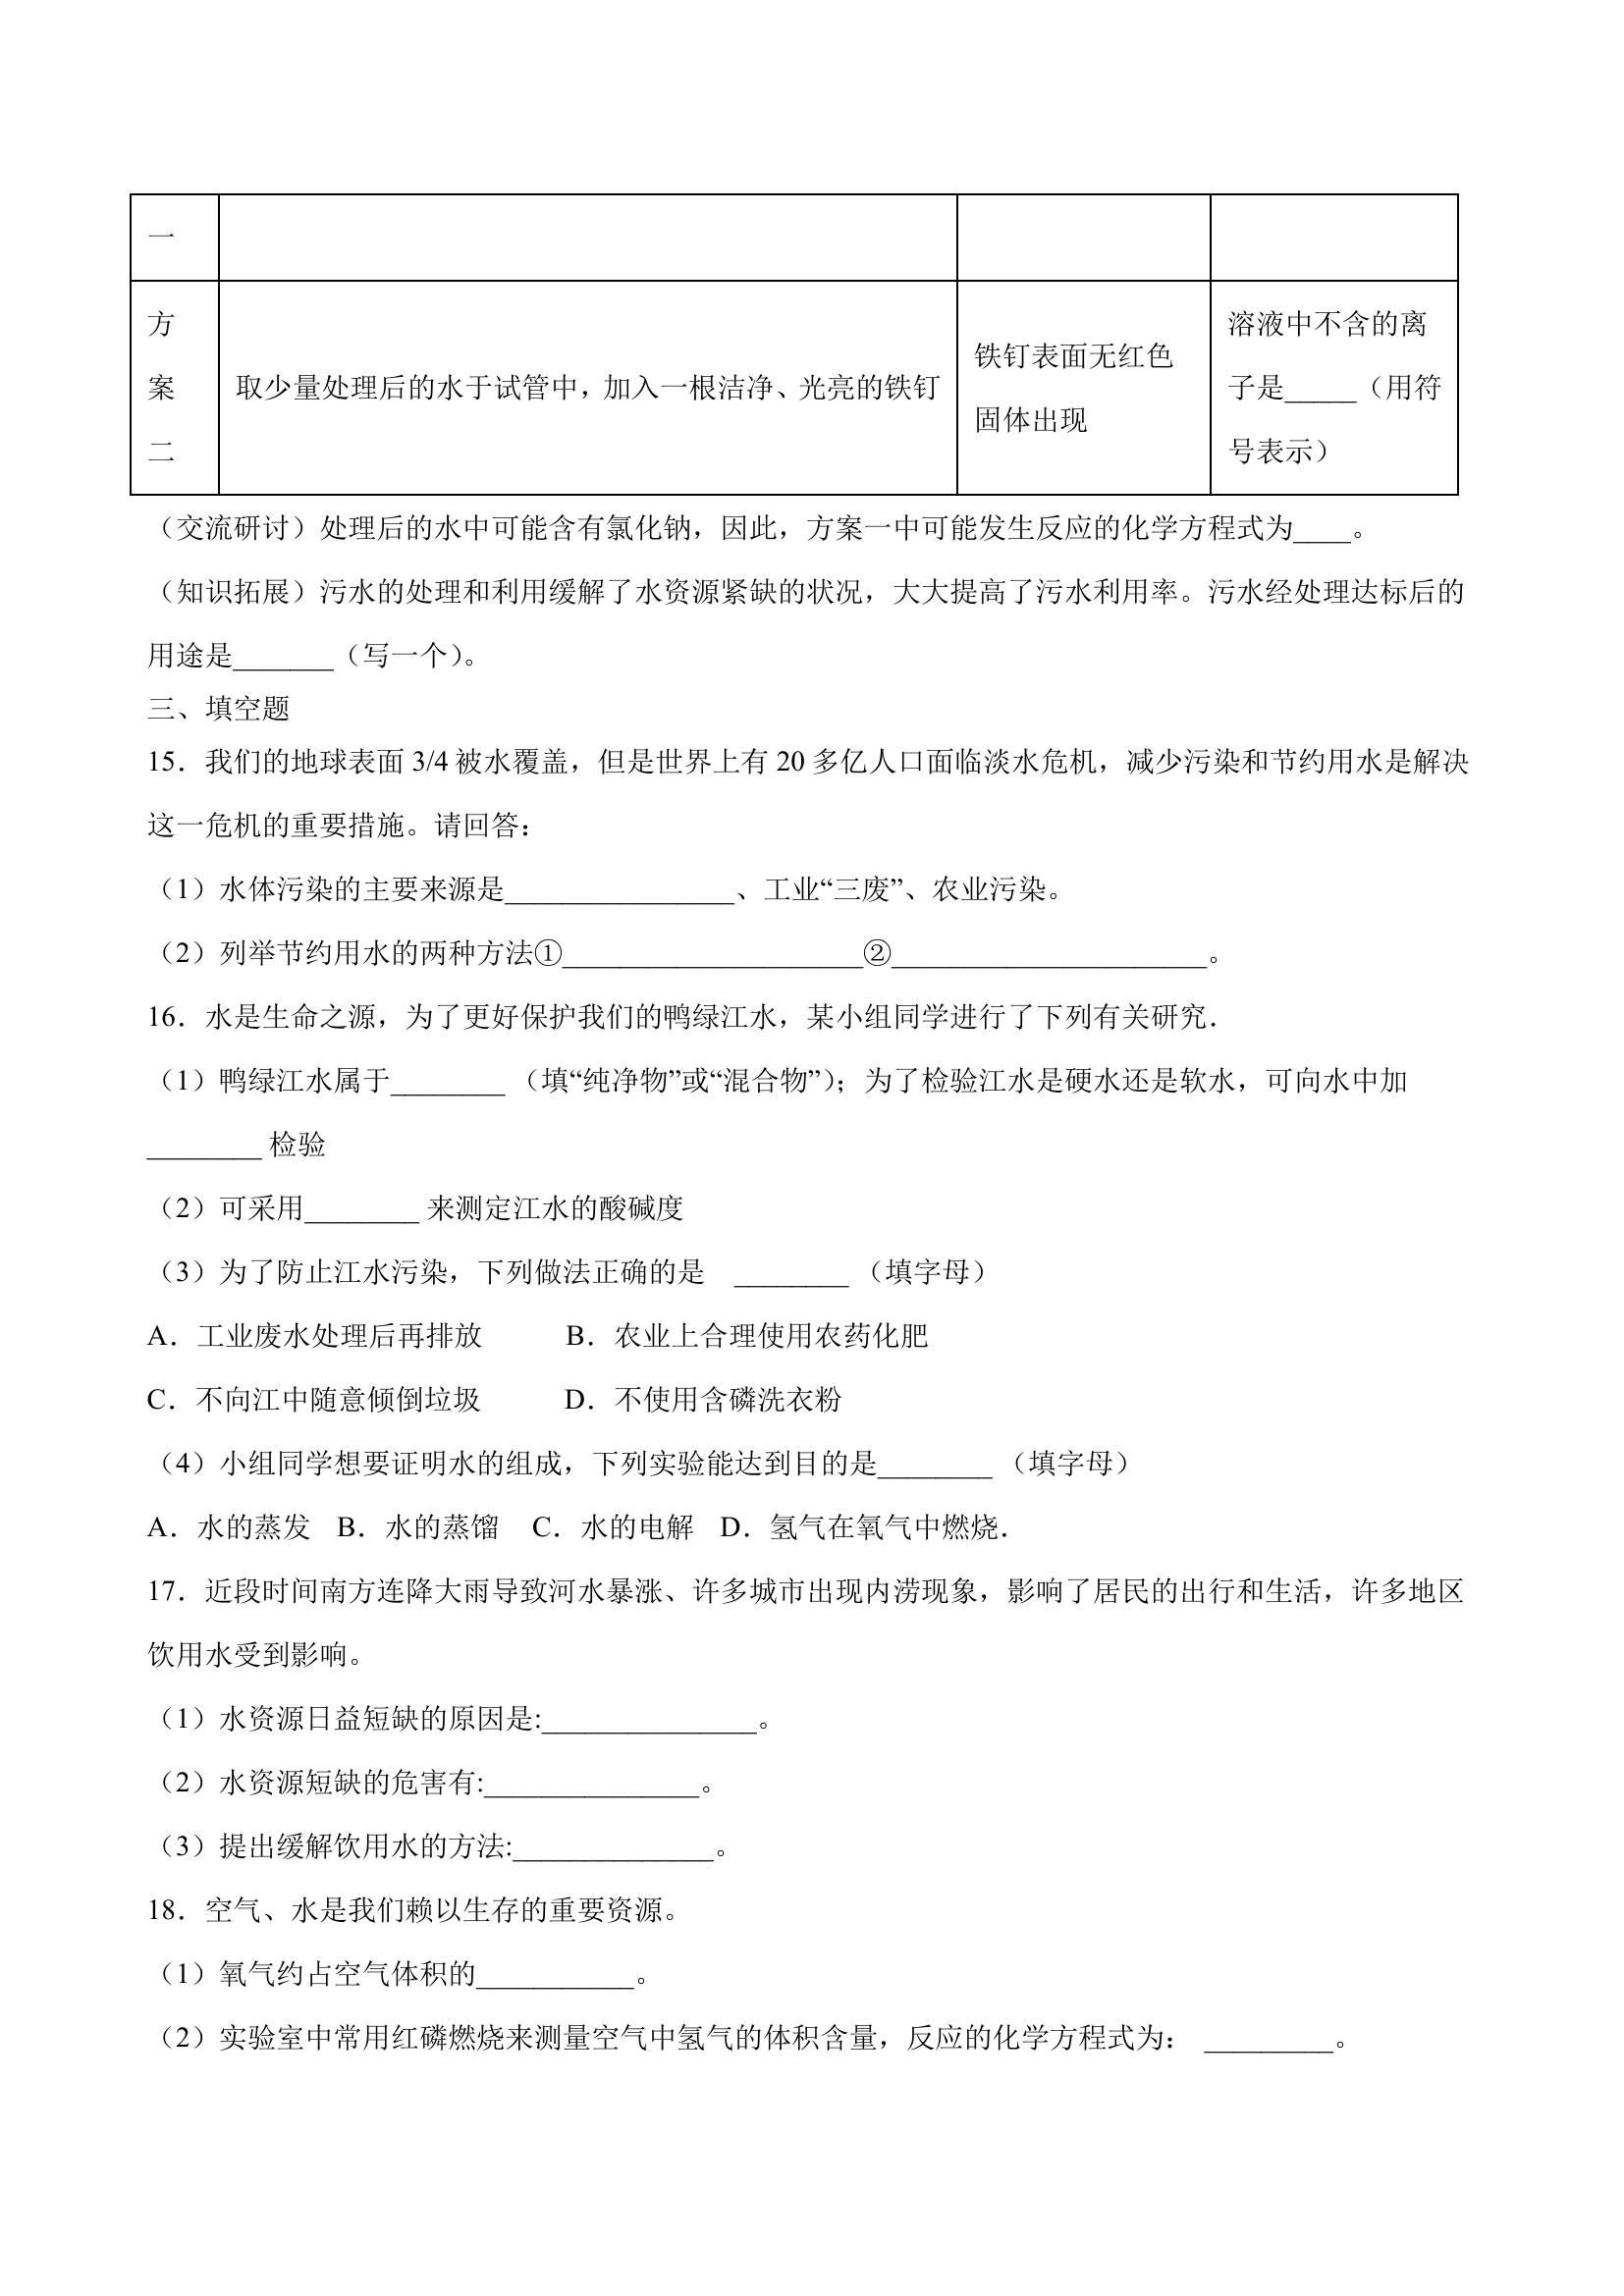 一
方
案
二
取少量处理后的水于试管中，加入一根洁净、光亮的铁钉
铁钉表面无红色
固体出现
溶液中不含的离
子是_____（用符
号表示）
（交流研讨）处理后的水中可能含有氯化钠，因此，方案一中可能发生反应的化学方程式为____。
（知识拓展）污水的处理和利用缓解了水资源紧缺的状况，大大提高了污水利用率。污水经处理达标后的
用途是_______（写一个）。
三、填空题
15．我们的地球表面 3/4 被水覆盖，但是世界上有 20 多亿人口面临淡水危机，减少污染和节约用水是解决
这一危机的重要措施。请回答：
（1）水体污染的主要来源是________________、工业“三废”、农业污染。
（2）列举节约用水的两种方法①_____________________②______________________。
16．水是生命之源，为了更好保护我们的鸭绿江水，某小组同学进行了下列有关研究．
（1）鸭绿江水属于________ （填“纯净物”或“混合物”）；为了检验江水是硬水还是软水，可向水中加
________ 检验
（2）可采用________ 来测定江水的酸碱度
（3）为了防止江水污染，下列做法正确的是 ________ （填字母）
A．工业废水处理后再排放 B．农业上合理使用农药化肥
C．不向江中随意倾倒垃圾 D．不使用含磷洗衣粉
（4）小组同学想要证明水的组成，下列实验能达到目的是________ （填字母）
A．水的蒸发 B．水的蒸馏 C．水的电解 D．氢气在氧气中燃烧．
17．近段时间南方连降大雨导致河水暴涨、许多城市出现内涝现象，影响了居民的出行和生活，许多地区
饮用水受到影响。
（1）水资源日益短缺的原因是:_______________。
（2）水资源短缺的危害有:_______________。
（3）提出缓解饮用水的方法:______________。
18．空气、水是我们赖以生存的重要资源。
（1）氧气约占空气体积的___________。
（2）实验室中常用红磷燃烧来测量空气中氢气的体积含量，反应的化学方程式为： _________。